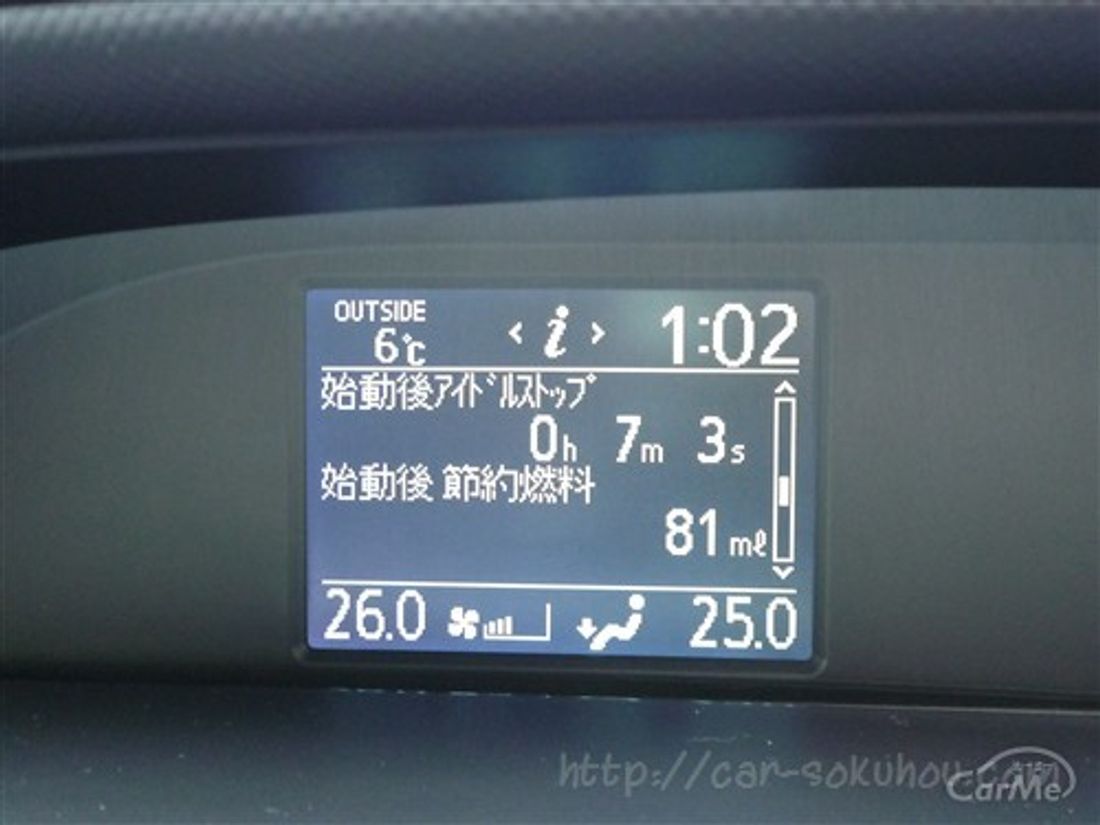 OUTSIDE
6℃
< i >
1:02
始動後アイドルストップ
0h 7m 3s
始動後 節約燃料
81 mℓ
26.0
25.0
http://car-sokuhou.com
CarMe